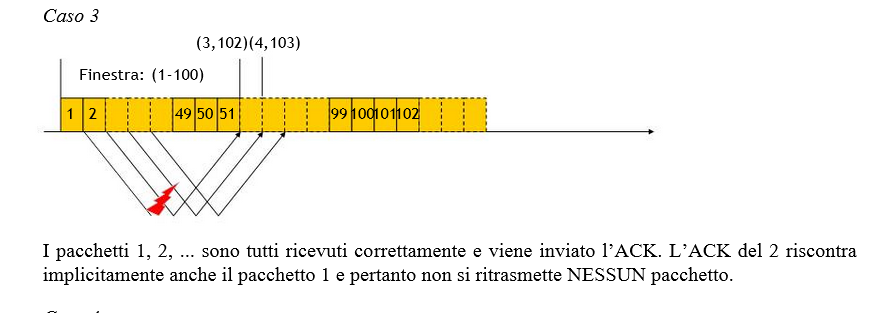 Caso 3
(3,102)(4,103)
Finestra: (1-100)
1 2 49 50 51 99 100 101 102
I pacchetti 1, 2, ... sono tutti ricevuti correttamente e viene inviato l'ACK. L'ACK del 2 riscontra
implicitamente anche il pacchetto 1 e pertanto non si ritrasmette NESSUN pacchetto.